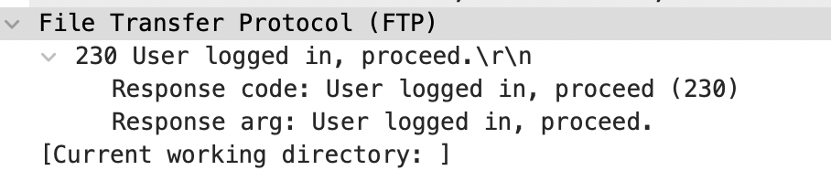 File Transfer Protocol (FTP)
230 User logged in, proceed.\r\n
Response code: User logged in, proceed (230)
Response arg: User logged in, proceed.
[Current working directory: ]